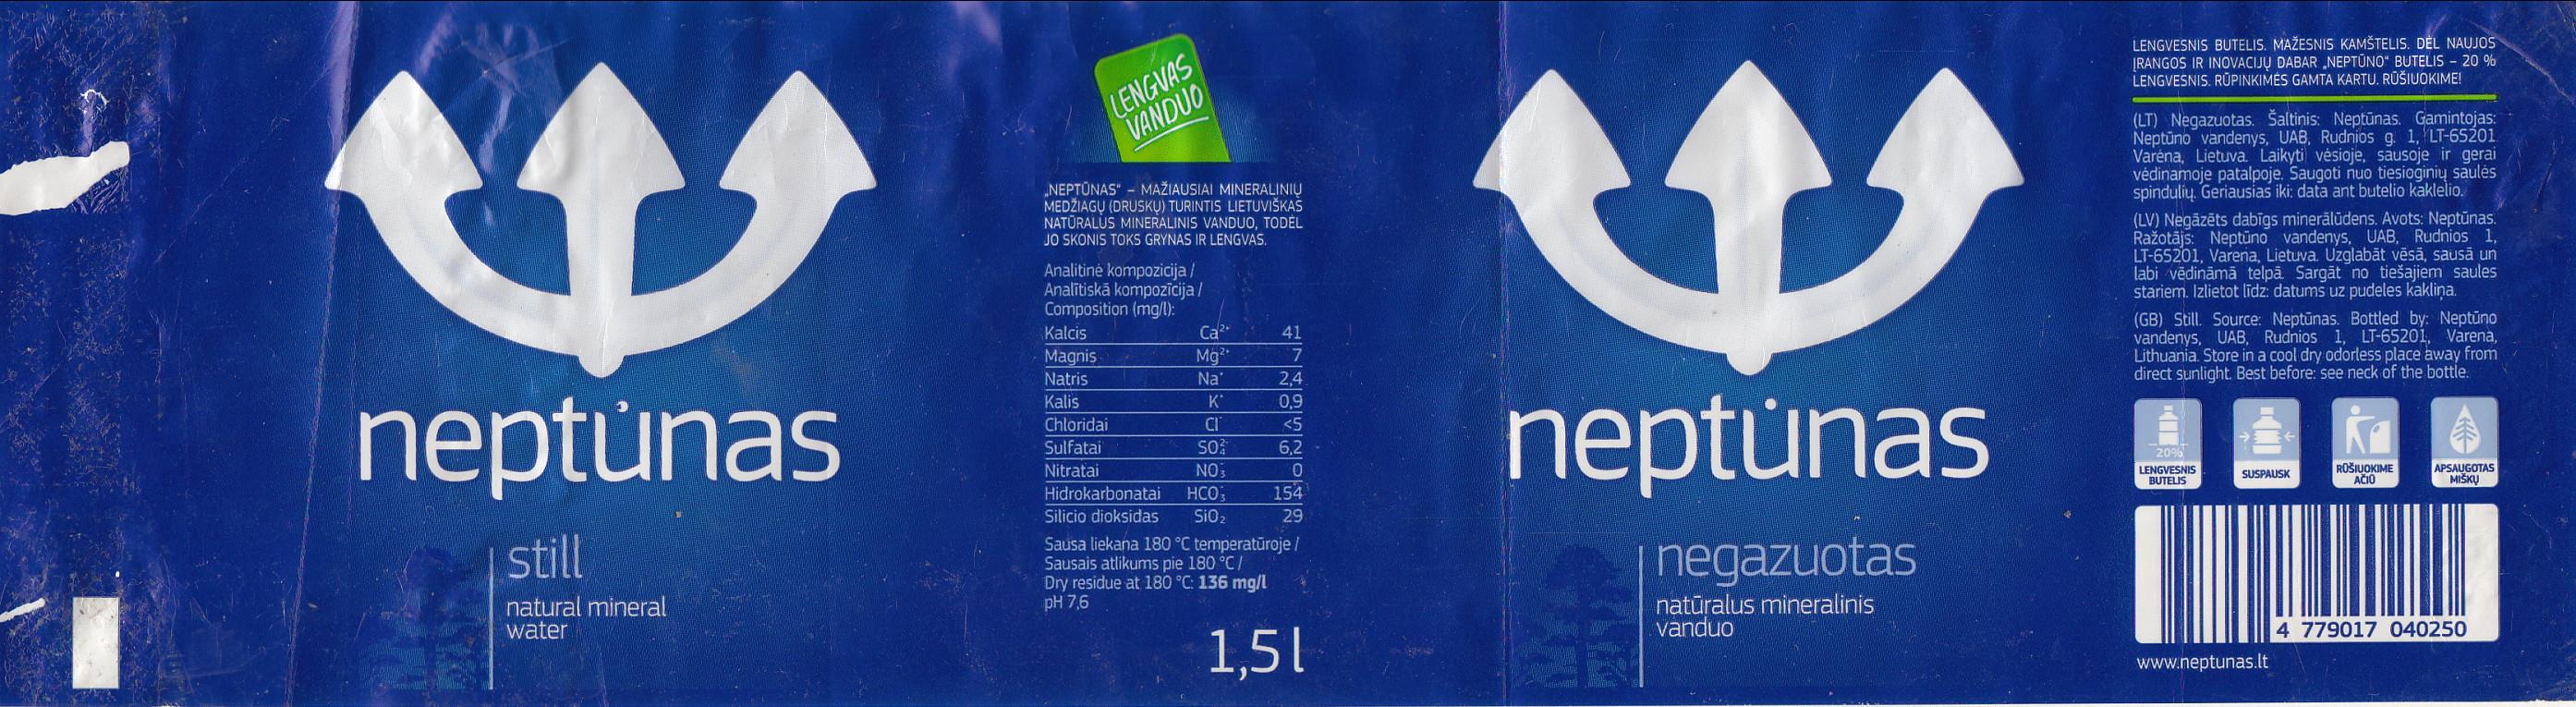 neptūnas
still
natural mineral
water
LENGVAS
VANDUO
„NEPTŪNAS“ – MAŽIAUSIAI MINERALINIŲ
MEDŽIAGŲ (DRUSKŲ) TURINTIS LIETUVIŠKAS
NATŪRALUS MINERALINIS VANDUO, TODĖL
JO SKONIS TOKS GRYNAS IR LENGVAS.
Analitinė kompozicija /
Analītiskā kompozīcija /
Composition (mg/l):
Kalcis Ca²⁺ 41
Magnis Mg²⁺ 7
Natris Na⁺ 2,4
Kalis K⁺ 0,9
Chloridai Cl⁻ <5
Sulfatai SO₄²⁻ 6,2
Nitratai NO₃⁻ 0
Hidrokarbonatai HCO₃⁻ 154
Silicio dioksidas SiO₂ 29
Sausa liekana 180 °C temperatūroje /
Sausais atlikums pie 180 °C /
Dry residue at 180 °C: 136 mg/l
pH 7,6
1,5 l
neptūnas
negazuotas
natūralus mineralinis
vanduo
LENGVESNIS BUTELIS. MAŽESNIS KAMŠTELIS. DĖL NAUJOS
ĮRANGOS IR INOVACIJŲ DABAR „NEPTŪNO“ BUTELIS – 20 %
LENGVESNIS. RŪPINKIMĖS GAMTA KARTU. RŪŠIUOKIME!
(LT) Negazuotas. Šaltinis: Neptūnas. Gamintojas:
Neptūno vandenys, UAB, Rudnios g. 1, LT-65201
Varėna, Lietuva. Laikyti vėsioje, sausoje ir gerai
vėdinamoje patalpoje. Saugoti nuo tiesioginių saulės
spindulių. Geriausias iki: data ant butelio kaklelio.
(LV) Negāzēts dabīgs minerālūdens. Avots: Neptūnas.
Ražotājs: Neptūno vandenys, UAB, Rudnios 1,
LT-65201, Varena, Lietuva. Uzglabāt vēsā, sausā un
labi vēdināmā telpā. Sargāt no tiešajiem saules
stariem. Izlietot līdz: datums uz pudeles kakliņa.
(GB) Still. Source: Neptūnas. Bottled by: Neptūno
vandenys, UAB, Rudnios 1, LT-65201, Varena,
Lithuania. Store in a cool dry odorless place away from
direct sunlight. Best before: see neck of the bottle.
20%
LENGVESNIS
BUTELIS
SUSPAUSK
RŪŠIUOKIME
AČIŪ
APSAUGOTAS
MIŠKŲ
4 779017 040250
www.neptunas.lt